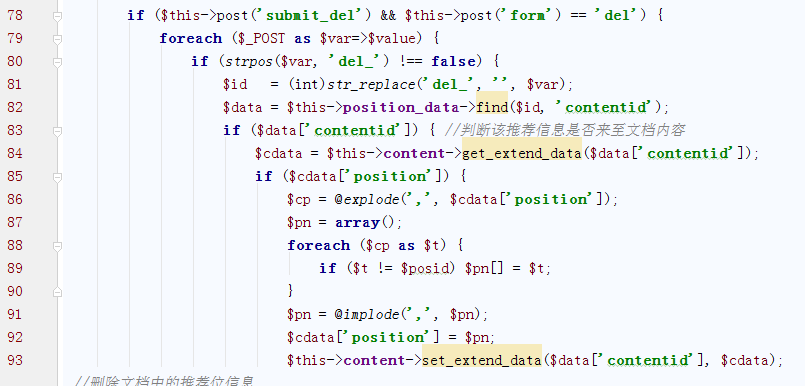 78 if ($this->post('submit_del') && $this->post('form') == 'del') {
79 foreach ($_POST as $var=>$value) {
80 if (strpos($var, 'del_') !== false) {
81 $id = (int)str_replace('del_', '', $var);
82 $data = $this->position_data->find($id, 'contentid');
83 if ($data['contentid']) { //判断该推荐信息是否来至文档内容
84 $cdata = $this->content->get_extend_data($data['contentid']);
85 if ($cdata['position']) {
86 $cp = @explode(',', $cdata['position']);
87 $pn = array();
88 foreach ($cp as $t) {
89 if ($t != $posid) $pn[] = $t;
90 }
91 $pn = @implode(',', $pn);
92 $cdata['position'] = $pn;
93 $this->content->set_extend_data($data['contentid'], $cdata);
//删除文档中的推荐位信息